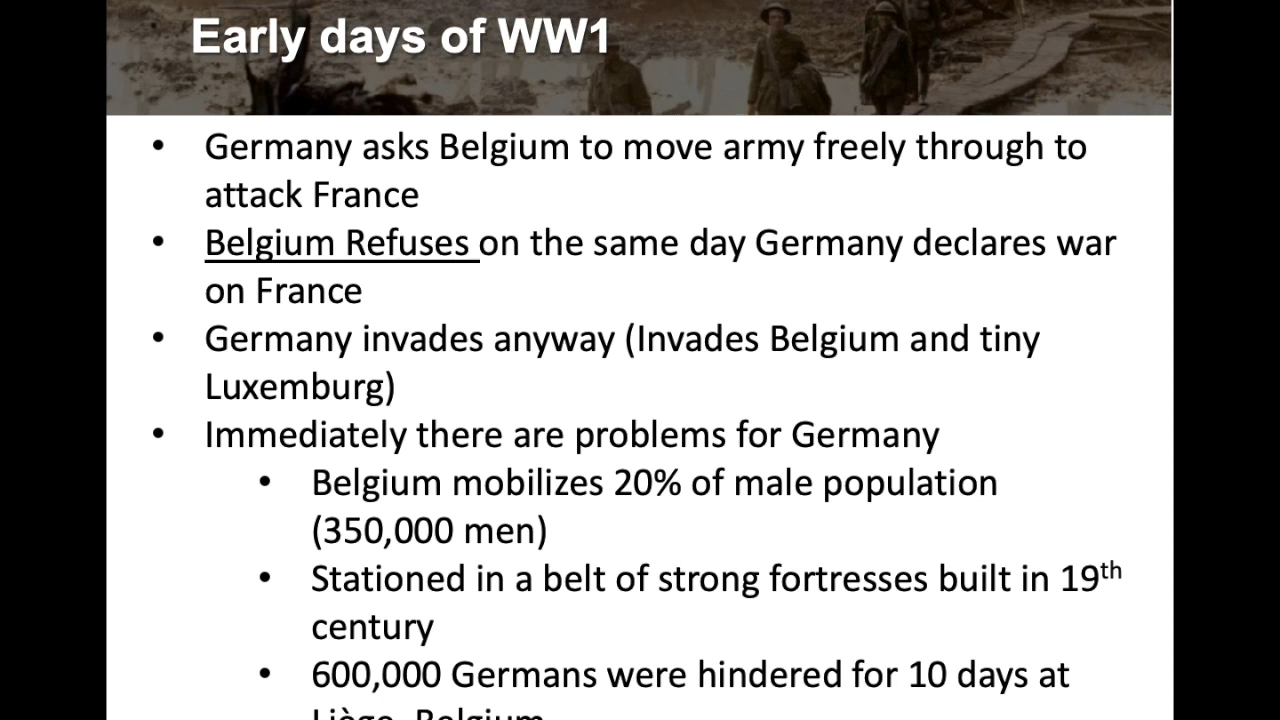 Early days of WW1
• Germany asks Belgium to move army freely through to
attack France
• Belgium Refuses on the same day Germany declares war
on France
• Germany invades anyway (Invades Belgium and tiny
Luxemburg)
• Immediately there are problems for Germany
• Belgium mobilizes 20% of male population
(350,000 men)
• Stationed in a belt of strong fortresses built in 19th
century
• 600,000 Germans were hindered for 10 days at
Liège, Belgium